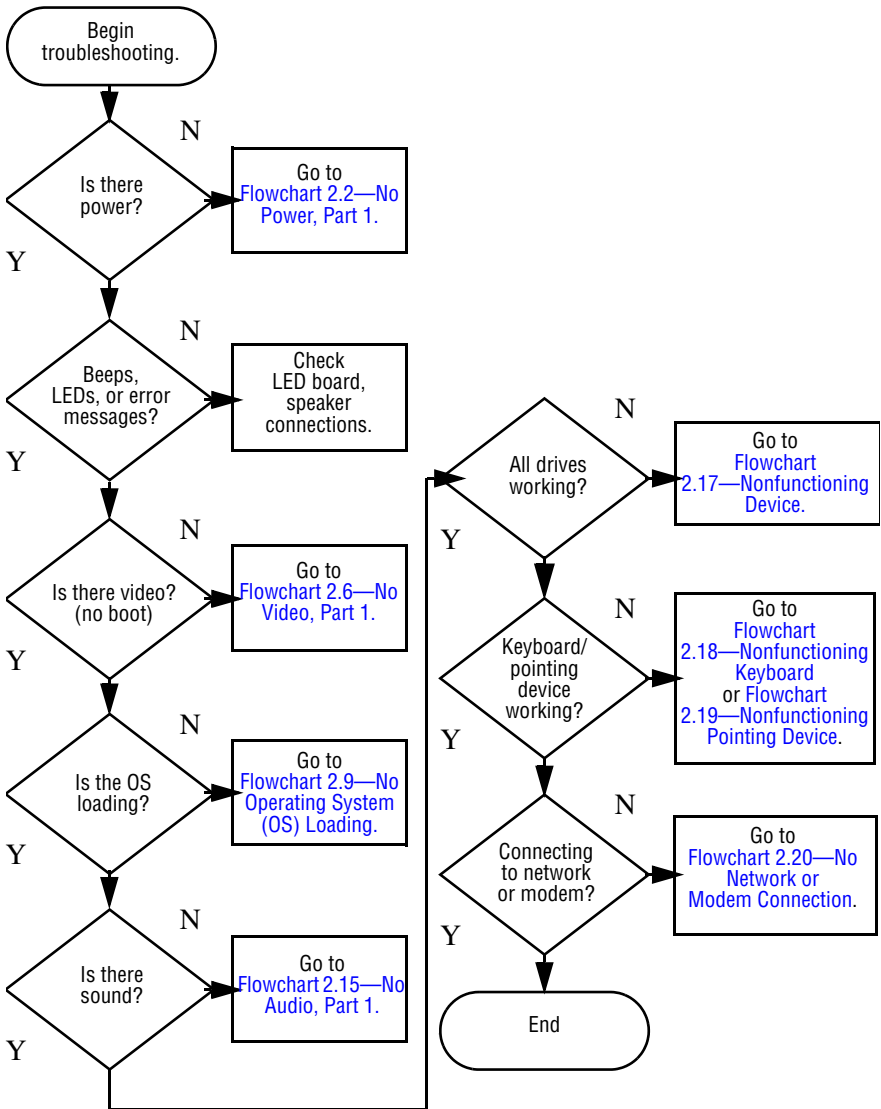 Begin
troubleshooting.
N
Is there
power?
Go to
Flowchart 2.2—No
Power, Part 1.
Y
N
Beeps,
LEDs, or error
messages?
Check
LED board,
speaker
connections.
Y
N
Is there video?
(no boot)
Go to
Flowchart 2.6—No
Video, Part 1.
Y
N
Is the OS
loading?
Go to
Flowchart 2.9—No
Operating System
(OS) Loading.
Y
N
Is there
sound?
Go to
Flowchart 2.15—No
Audio, Part 1.
Y
N
All drives
working?
Go to
Flowchart
2.17—Nonfunctioning
Device.
Y
N
Keyboard/
pointing
device
working?
Go to
Flowchart
2.18—Nonfunctioning
Keyboard
or Flowchart
2.19—Nonfunctioning
Pointing Device.
Y
N
Connecting
to network
or modem?
Go to
Flowchart 2.20—No
Network or
Modem Connection.
Y
End